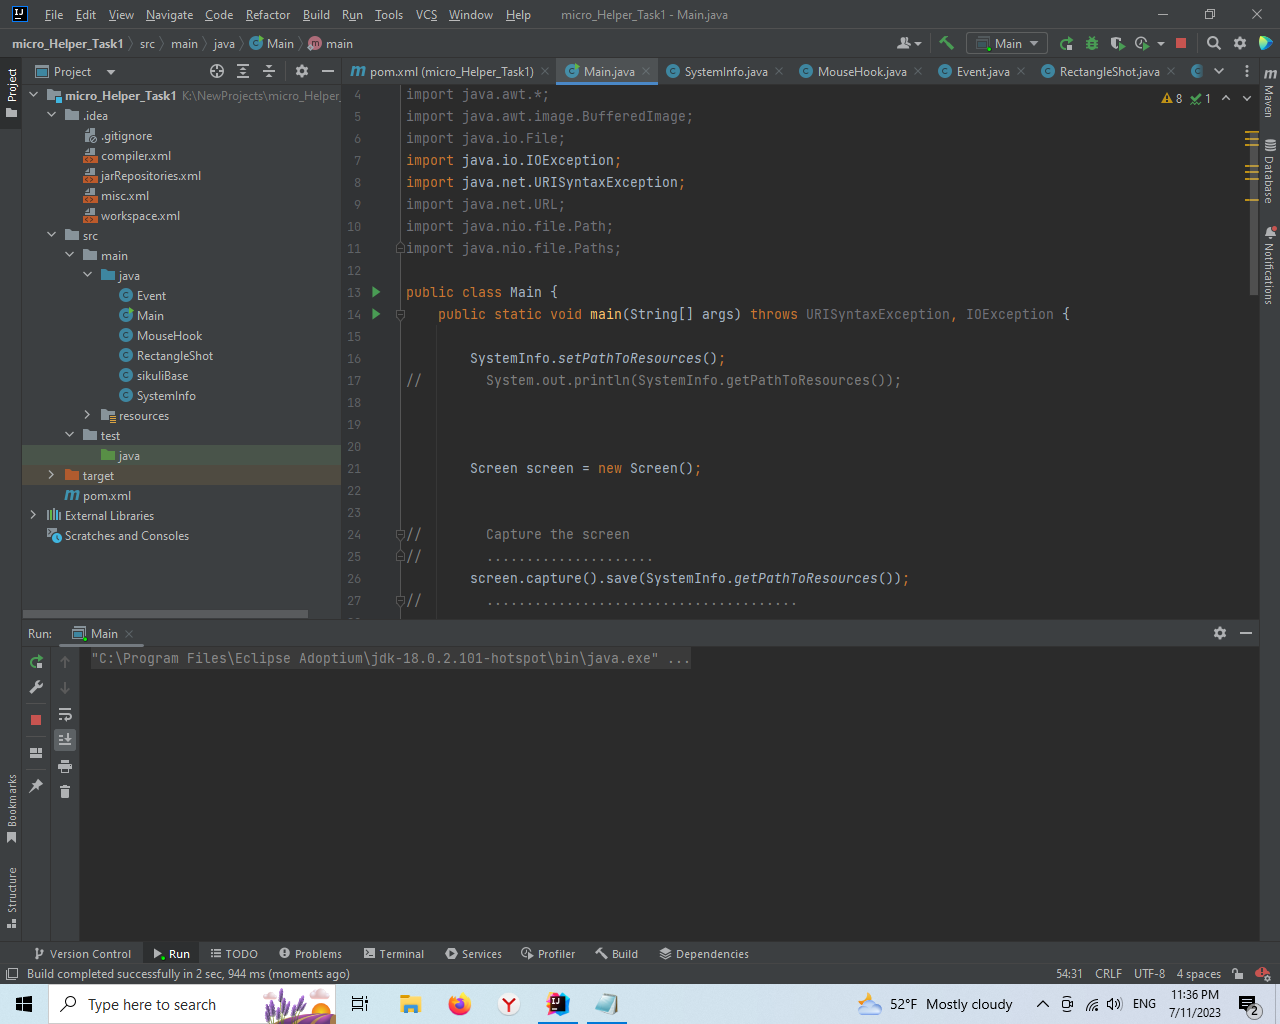 File Edit View Navigate Code Refactor Build Run Tools VCS Window Help micro_Helper_Task1 - Main.java
micro_Helper_Task1 src main java Main main
Main
Project
pom.xml (micro_Helper_Task1) Main.java SystemInfo.java MouseHook.java Event.java RectangleShot.java
Project
Maven
Database
Notifications
micro_Helper_Task1 K:\NewProjects\micro_Helper_
.idea
.gitignore
compiler.xml
jarRepositories.xml
misc.xml
workspace.xml
src
main
java
Event
Main
MouseHook
RectangleShot
sikuliBase
SystemInfo
resources
test
java
target
pom.xml
External Libraries
Scratches and Consoles
8 1
4 import java.awt.*;
5 import java.awt.image.BufferedImage;
6 import java.io.File;
7 import java.io.IOException;
8 import java.net.URISyntaxException;
9 import java.net.URL;
10 import java.nio.file.Path;
11 import java.nio.file.Paths;
12
13 public class Main {
14 public static void main(String[] args) throws URISyntaxException, IOException {
15
16 SystemInfo.setPathToResources();
17 // System.out.println(SystemInfo.getPathToResources());
18
19
20
21 Screen screen = new Screen();
22
23
24 // Capture the screen
25 // .....................
26 screen.capture().save(SystemInfo.getPathToResources());
27 // .......................................
Run: Main
"C:\Program Files\Eclipse Adoptium\jdk-18.0.2.101-hotspot\bin\java.exe" ...
Bookmarks
Structure
Version Control Run TODO Problems Terminal Services Profiler Build Dependencies
Build completed successfully in 2 sec, 944 ms (moments ago) 54:31 CRLF UTF-8 4 spaces
Type here to search 52°F Mostly cloudy ENG 11:36 PM
7/11/2023 2